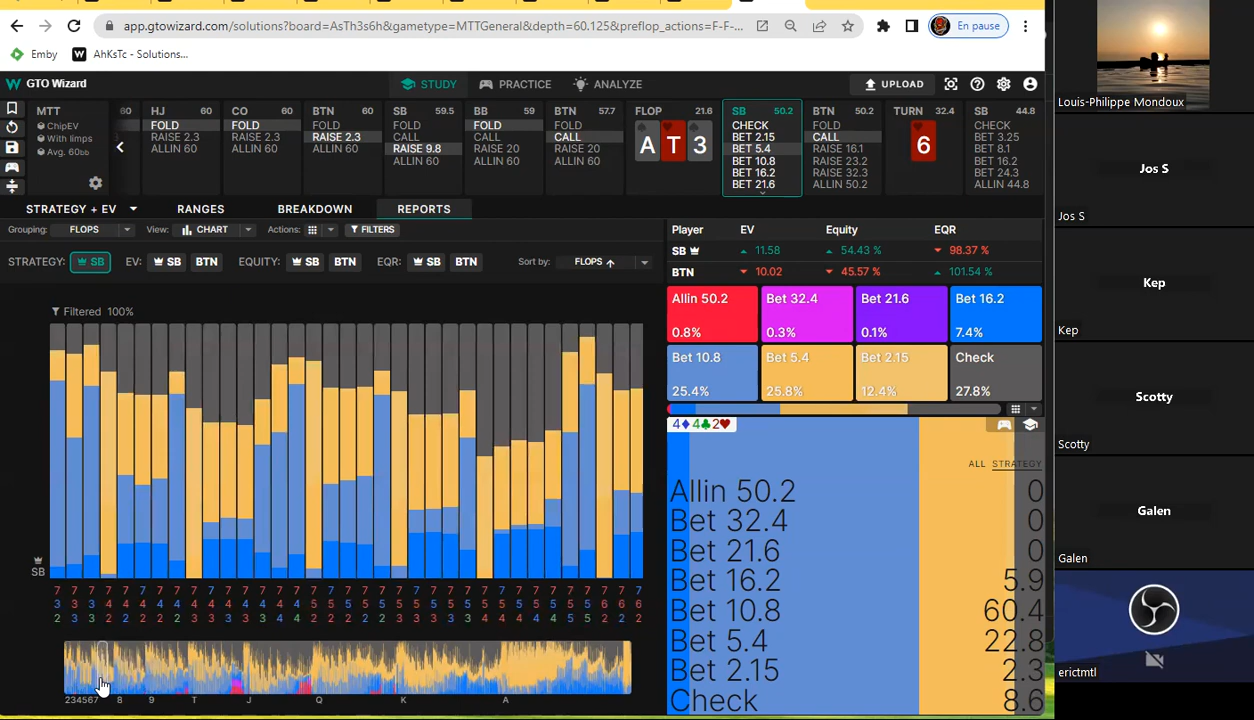 app.gtowizard.com/solutions?board=AsTh3s6h&gametype=MTTGeneral&depth=60.125&preflop_actions=F-F-...
En pause
Emby
AhKsTc - Solutions...
GTO Wizard
STUDY
PRACTICE
ANALYZE
UPLOAD
MTT
ChipEV
With limps
Avg. 60bb
60
HJ 60
FOLD
RAISE 2.3
ALLIN 60
CO 60
FOLD
RAISE 2.3
ALLIN 60
BTN 60
FOLD
RAISE 2.3
ALLIN 60
SB 59.5
FOLD
CALL
RAISE 9.8
ALLIN 60
BB 59
FOLD
CALL
RAISE 20
ALLIN 60
BTN 57.7
FOLD
CALL
ALLIN 60
FLOP 21.6
A T 3
SB 50.2
CHECK
BET 2.15
BET 5.4
BET 10.8
BET 16.2
BET 21.6
BTN 50.2
FOLD
CALL
RAISE 16.1
RAISE 23.2
RAISE 32.3
ALLIN 50.2
TURN 32.4
6
SB 44.8
CHECK
BET 3.25
BET 8.1
BET 16.2
BET 24.3
ALLIN 44.8
STRATEGY + EV
RANGES
BREAKDOWN
REPORTS
Grouping: FLOPS
View: CHART
Actions:
FILTERS
STRATEGY: SB
EV: SB BTN
EQUITY: SB BTN
EQR: SB BTN
Sort by: FLOPS
Filtered 100%
SB
234567 8 9 T J Q K A
Player EV Equity EQR
SB 11.58 54.43 % 98.37 %
BTN 10.02 45.57 % 101.54 %
Allin 50.2
0.8%
Bet 32.4
0.3%
Bet 21.6
0.1%
Bet 16.2
7.4%
Bet 10.8
25.4%
Bet 5.4
25.8%
Bet 2.15
12.4%
Check
27.8%
4♦4♣2♥
ALL STRATEGY
Allin 50.2 0
Bet 32.4 0
Bet 21.6 0
Bet 16.2 5.9
Bet 10.8 60.4
Bet 5.4 22.8
Bet 2.15 2.3
Check 8.6
Louis-Philippe Mondoux
Jos S
Jos S
Kep
Kep
Scotty
Scotty
Galen
Galen
erictmtl